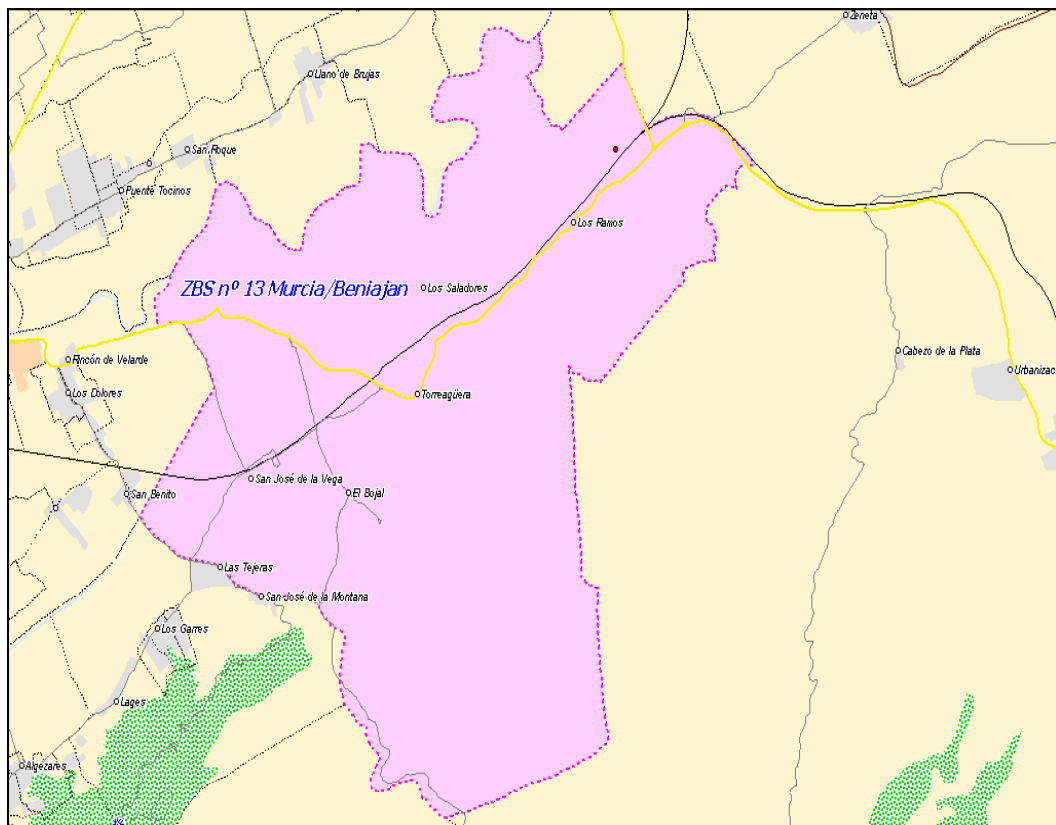 Zeneta
Llano de Brujas
San Roque
Puente Tocinos
Los Ramos
ZBS nº 13 Murcia/Beniajan
Los Saladores
Rincón de Velarde
Cabezo de la Plata
Urbanizac
Los Dolores
Torreagüera
San José de la Vega
San Benito
El Bojal
Las Tejeras
San José de la Montana
Los Garres
Lages
Algezares